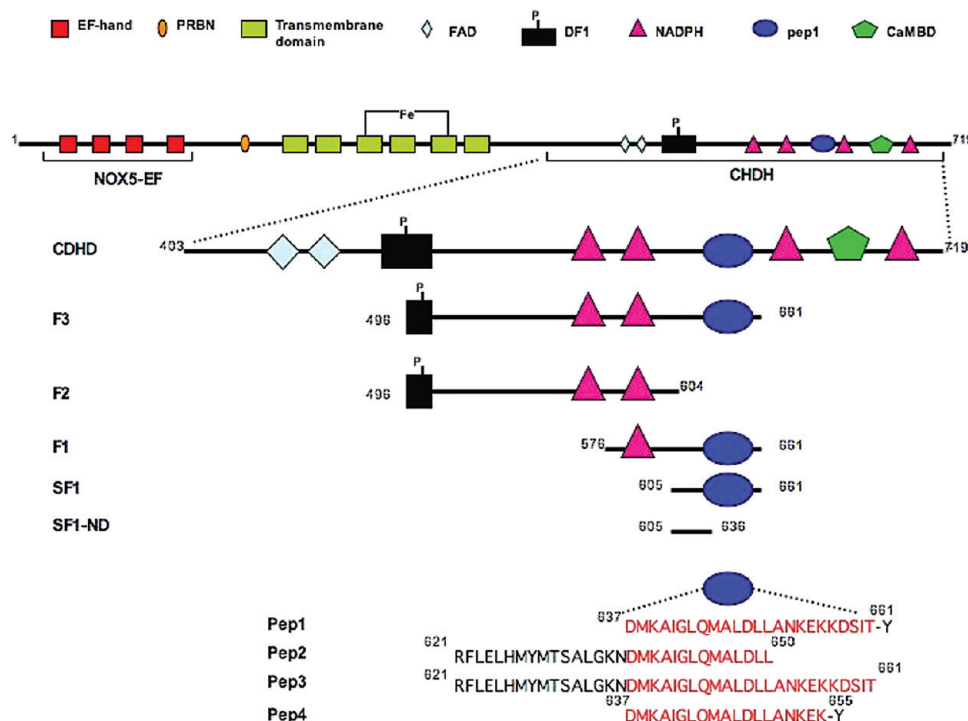 EF-hand PRBN Transmembrane domain FAD P DF1 NADPH pep1 CaMBD
Fe
1 P 719
NOX5-EF CHDH
CDHD 403 P 719
F3 496 P 661
F2 496 P 604
F1 576 661
SF1 605 661
SF1-ND 605 636
637 661
Pep1 DMKAIGLQMALDLLANKEKKDSIT-Y
621 650
Pep2 RFLELHMYMTSALGKNDMKAIGLQMALDLL
621 661
Pep3 RFLELHMYMTSALGKNDMKAIGLQMALDLLANKEKKDSIT
637 655
Pep4 DMKAIGLQMALDLLANKEK-Y